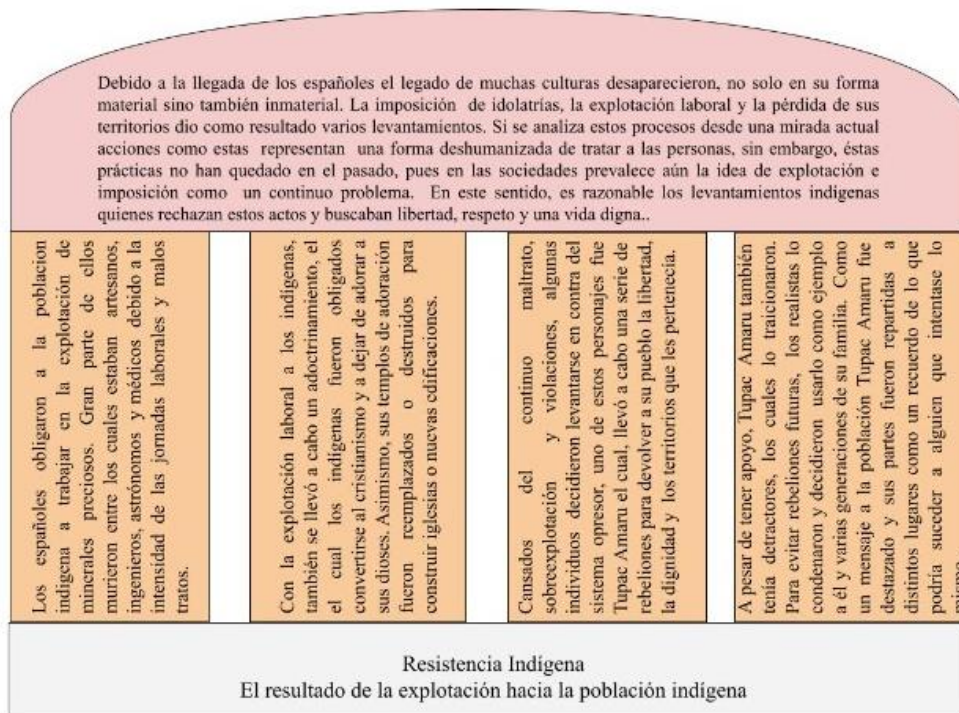 Debido a la llegada de los españoles el legado de muchas culturas desaparecieron, no solo en su forma
material sino también inmaterial. La imposición de idolatrías, la explotación laboral y la pérdida de sus
territorios dio como resultado varios levantamientos. Si se analiza estos procesos desde una mirada actual
acciones como estas representan una forma deshumanizada de tratar a las personas, sin embargo, éstas
prácticas no han quedado en el pasado, pues en las sociedades prevalece aún la idea de explotación e
imposición como un continuo problema. En este sentido, es razonable los levantamientos indígenas
quienes rechazan estos actos y buscaban libertad, respeto y una vida digna..
Los españoles obligaron a la poblacion
indígena a trabajar en la explotación de
minerales preciosos. Gran parte de ellos
murieron entre los cuales estaban artesanos,
ingenieros, astrónomos y médicos debido a la
intensidad de las jornadas laborales y malos
tratos.
Con la explotación laboral a los indígenas,
también se llevó a cabo un adoctrinamiento, el
el cual los indígenas fueron obligados
convertirse al cristianismo y a dejar de adorar a
sus dioses. Asimismo, sus templos de adoración
fueron reemplazados o destruidos para
construir iglesias o nuevas edificaciones.
Cansados del continuo maltrato,
sobreexplotación y violaciones, algunas
individuos decidieron levantarse en contra del
sistema opresor, uno de estos personajes fue
Tupac Amaru el cual, llevó a cabo una serie de
rebeliones para devolver a su pueblo la libertad,
la dignidad y los territorios que les pertenencia.
A pesar de tener apoyo, Tupac Amaru también
tenía detractores, los cuales lo traicionaron.
Para evitar rebeliones futuras, los realistas lo
condenaron y decidieron usarlo como ejemplo
a él y varias generaciones de su familia. Como
un mensaje a la población Tupac Amaru fue
destazado y sus partes fueron repartidas a
distintos lugares como un recuerdo de lo que
podría suceder a alguien que intentase lo
mismo
Resistencia Indígena
El resultado de la explotación hacia la población indígena